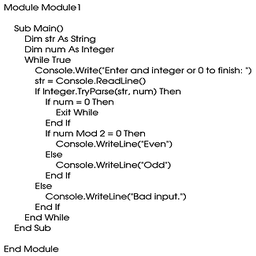 Module Module1
Sub Main()
Dim str As String
Dim num As Integer
While True
Console.Write("Enter and integer or 0 to finish: ")
str = Console.ReadLine()
If Integer.TryParse(str, num) Then
If num = 0 Then
Exit While
End If
If num Mod 2 = 0 Then
Console.WriteLine("Even")
Else
Console.WriteLine("Odd")
End If
Else
Console.WriteLine("Bad input.")
End If
End While
End Sub
End Module